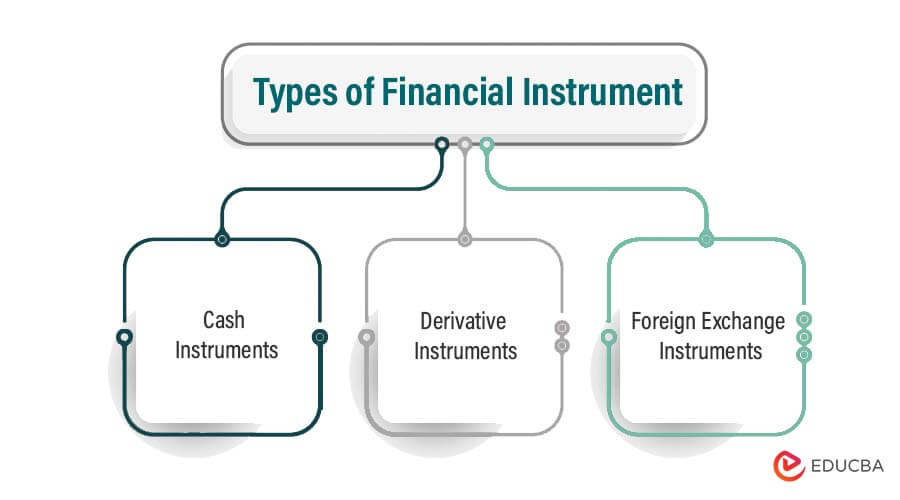 Types of Financial Instrument
Cash
Instruments
Derivative
Instruments
Foreign Exchange
Instruments
EDUCBA